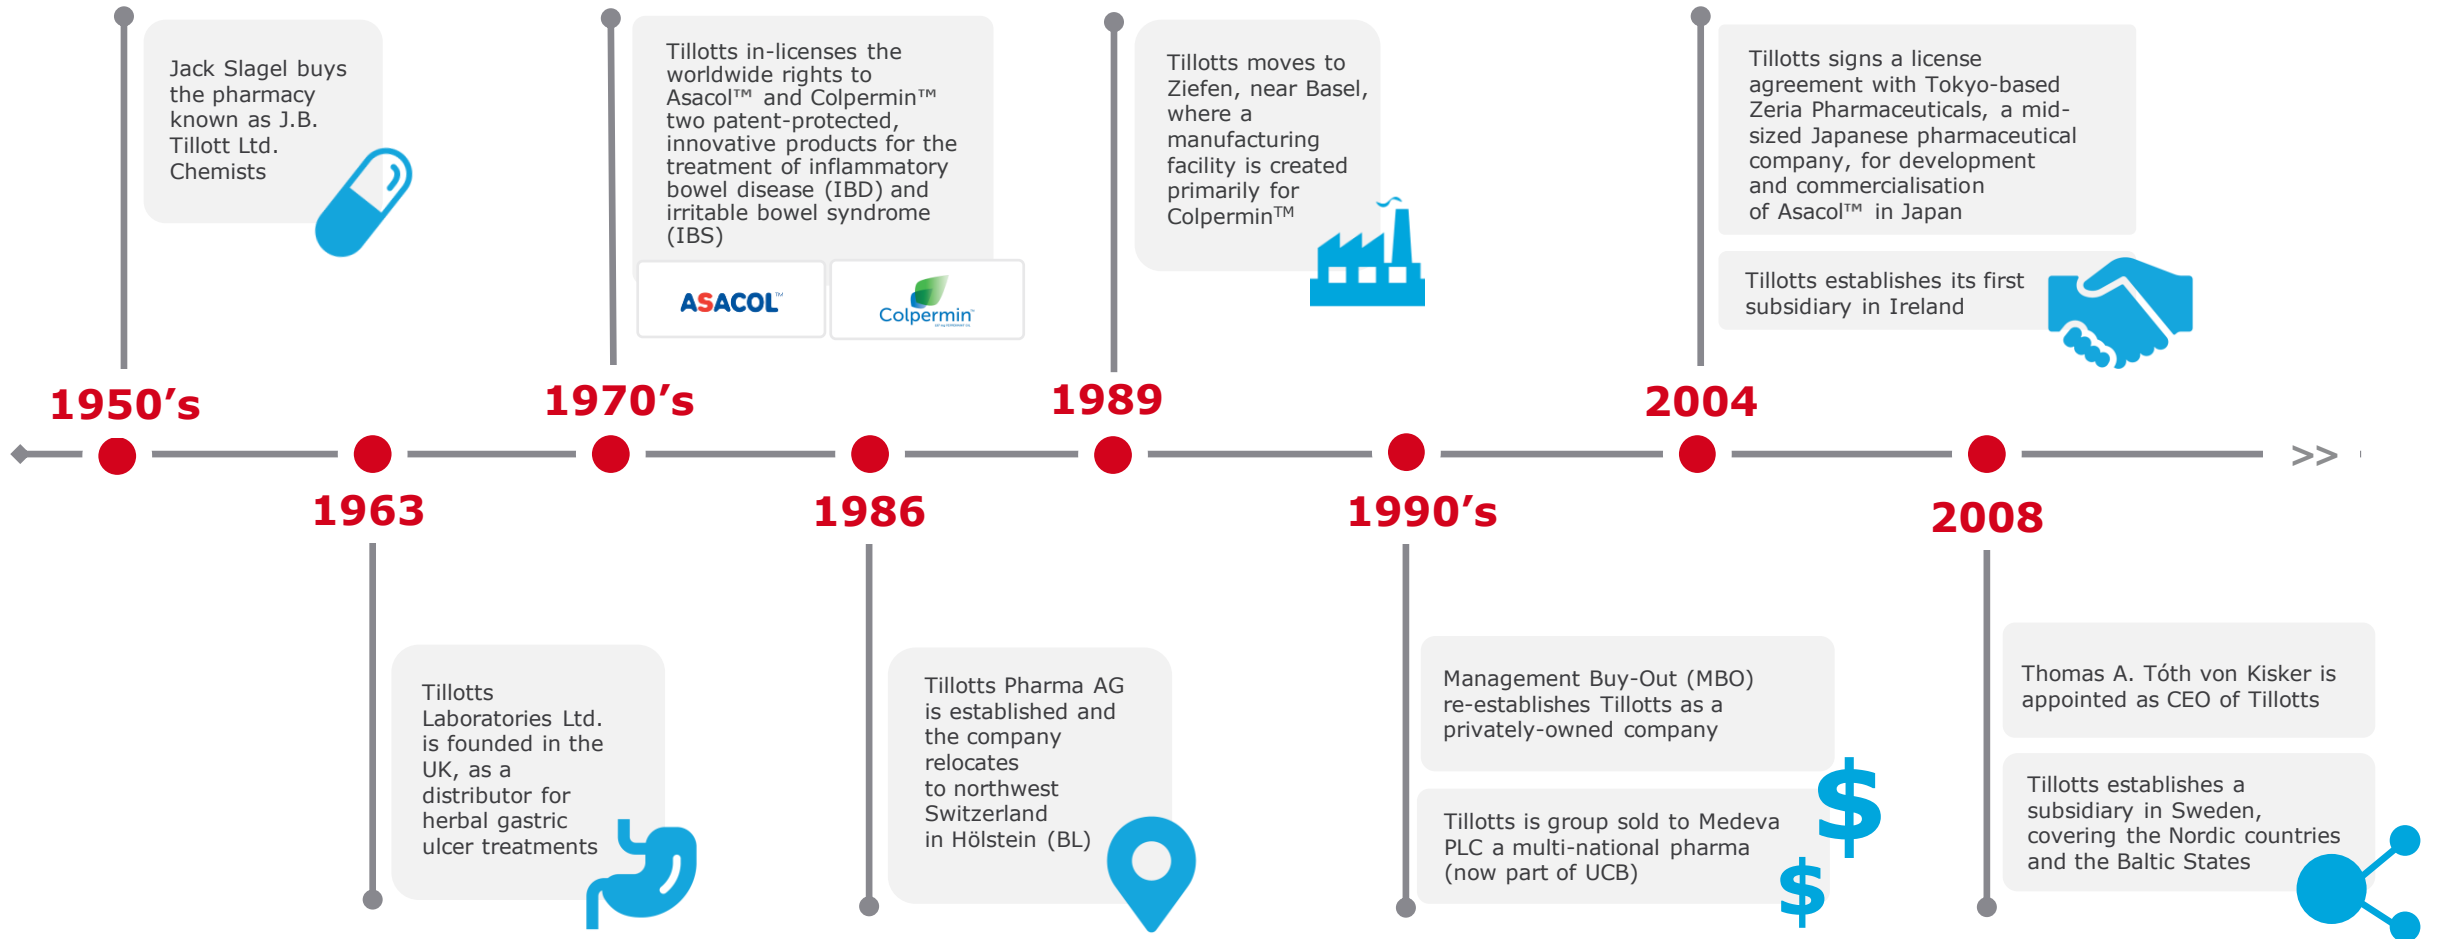 Jack Slagel buys
the pharmacy
known as J.B.
Tillott Ltd.
Chemists
1950’s
Tillotts
Laboratories Ltd.
is founded in the
UK, as a
distributor for
herbal gastric
ulcer treatments
1963
Tillotts in-licenses the
worldwide rights to
Asacol™ and Colpermin™
two patent-protected,
innovative products for the
treatment of inflammatory
bowel disease (IBD) and
irritable bowel syndrome
(IBS)
ASACOL™
Colpermin™
1970’s
1986
Tillotts Pharma AG
is established and
the company
relocates
to northwest
Switzerland
in Hölstein (BL)
Tillotts moves to
Ziefen, near Basel,
where a
manufacturing
facility is created
primarily for
Colpermin™
1989
1990’s
Management Buy-Out (MBO)
re-establishes Tillotts as a
privately-owned company
Tillotts is group sold to Medeva
PLC a multi-national pharma
(now part of UCB)
$
$
Tillotts signs a license
agreement with Tokyo-based
Zeria Pharmaceuticals, a mid-
sized Japanese pharmaceutical
company, for development
and commercialisation
of Asacol™ in Japan
Tillotts establishes its first
subsidiary in Ireland
2004
2008
Thomas A. Tóth von Kisker is
appointed as CEO of Tillotts
Tillotts establishes a
subsidiary in Sweden,
covering the Nordic countries
and the Baltic States
>>